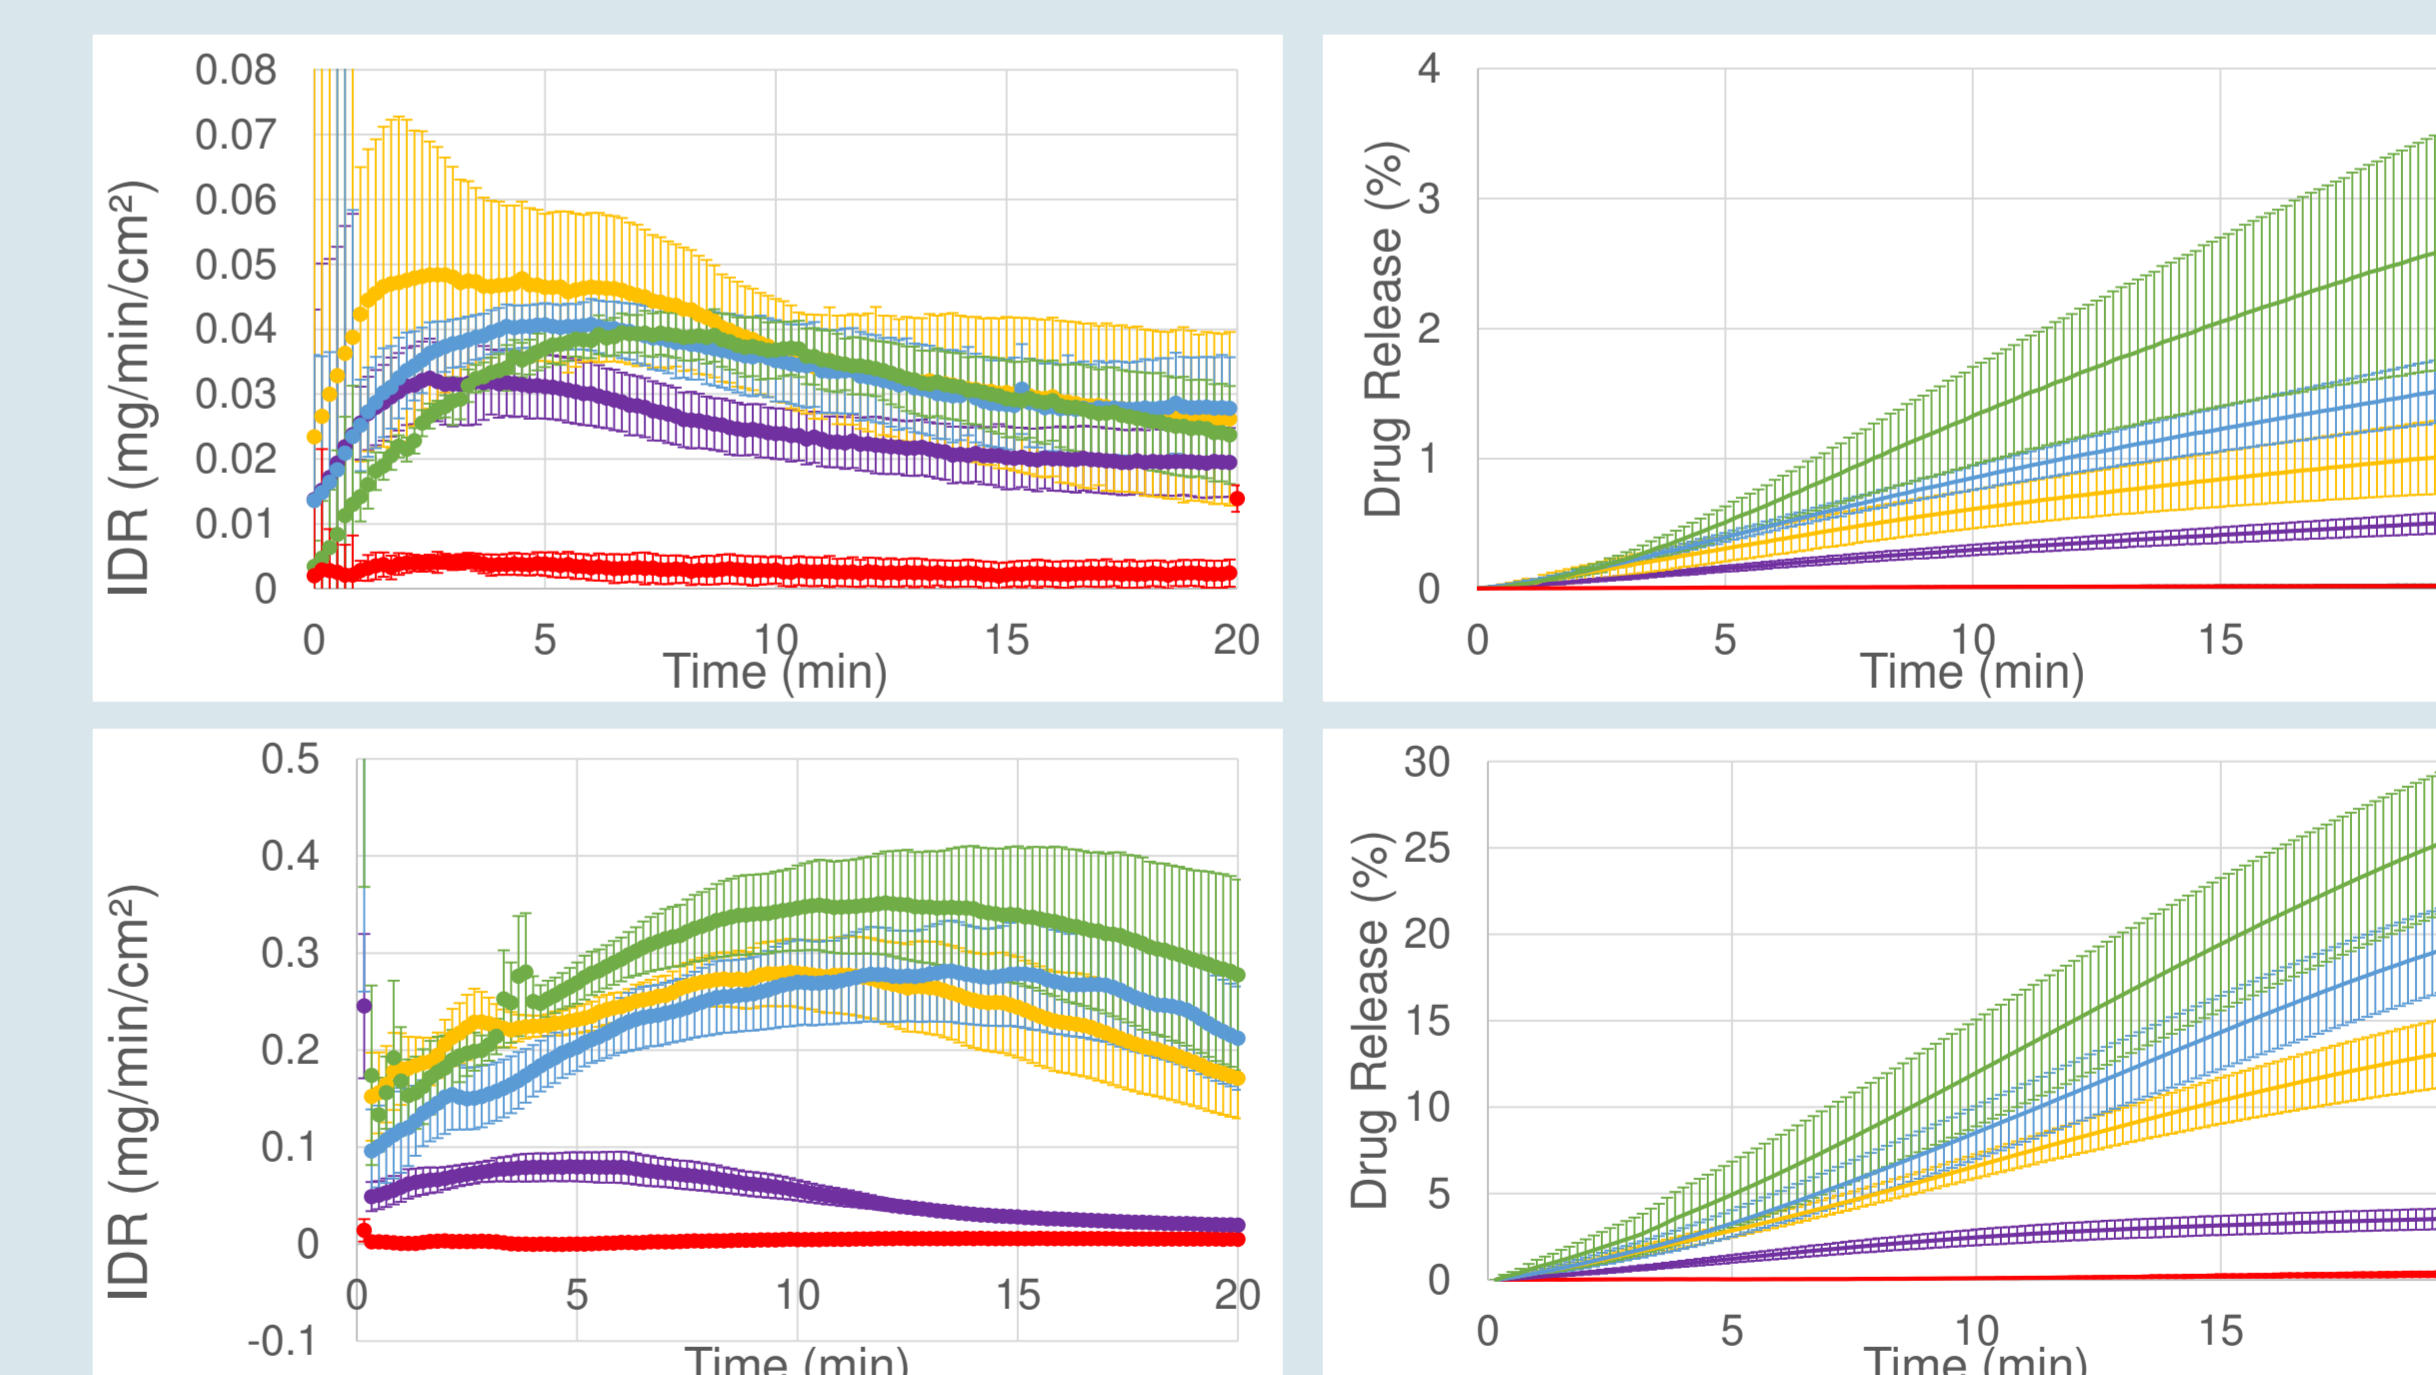 0.08
0.07
0.06
0.05
0.04
0.03
0.02
0.01
0
IDR (mg/min/cm²)
0 5 10 15 20
Time (min)
4
3
2
1
0
Drug Release (%)
0 5 10 15
Time (min)
0.5
0.4
0.3
0.2
0.1
0
-0.1
IDR (mg/min/cm²)
0 5 10 15 20
Time (min)
30
25
20
15
10
5
0
Drug Release (%)
0 5 10 15
Time (min)